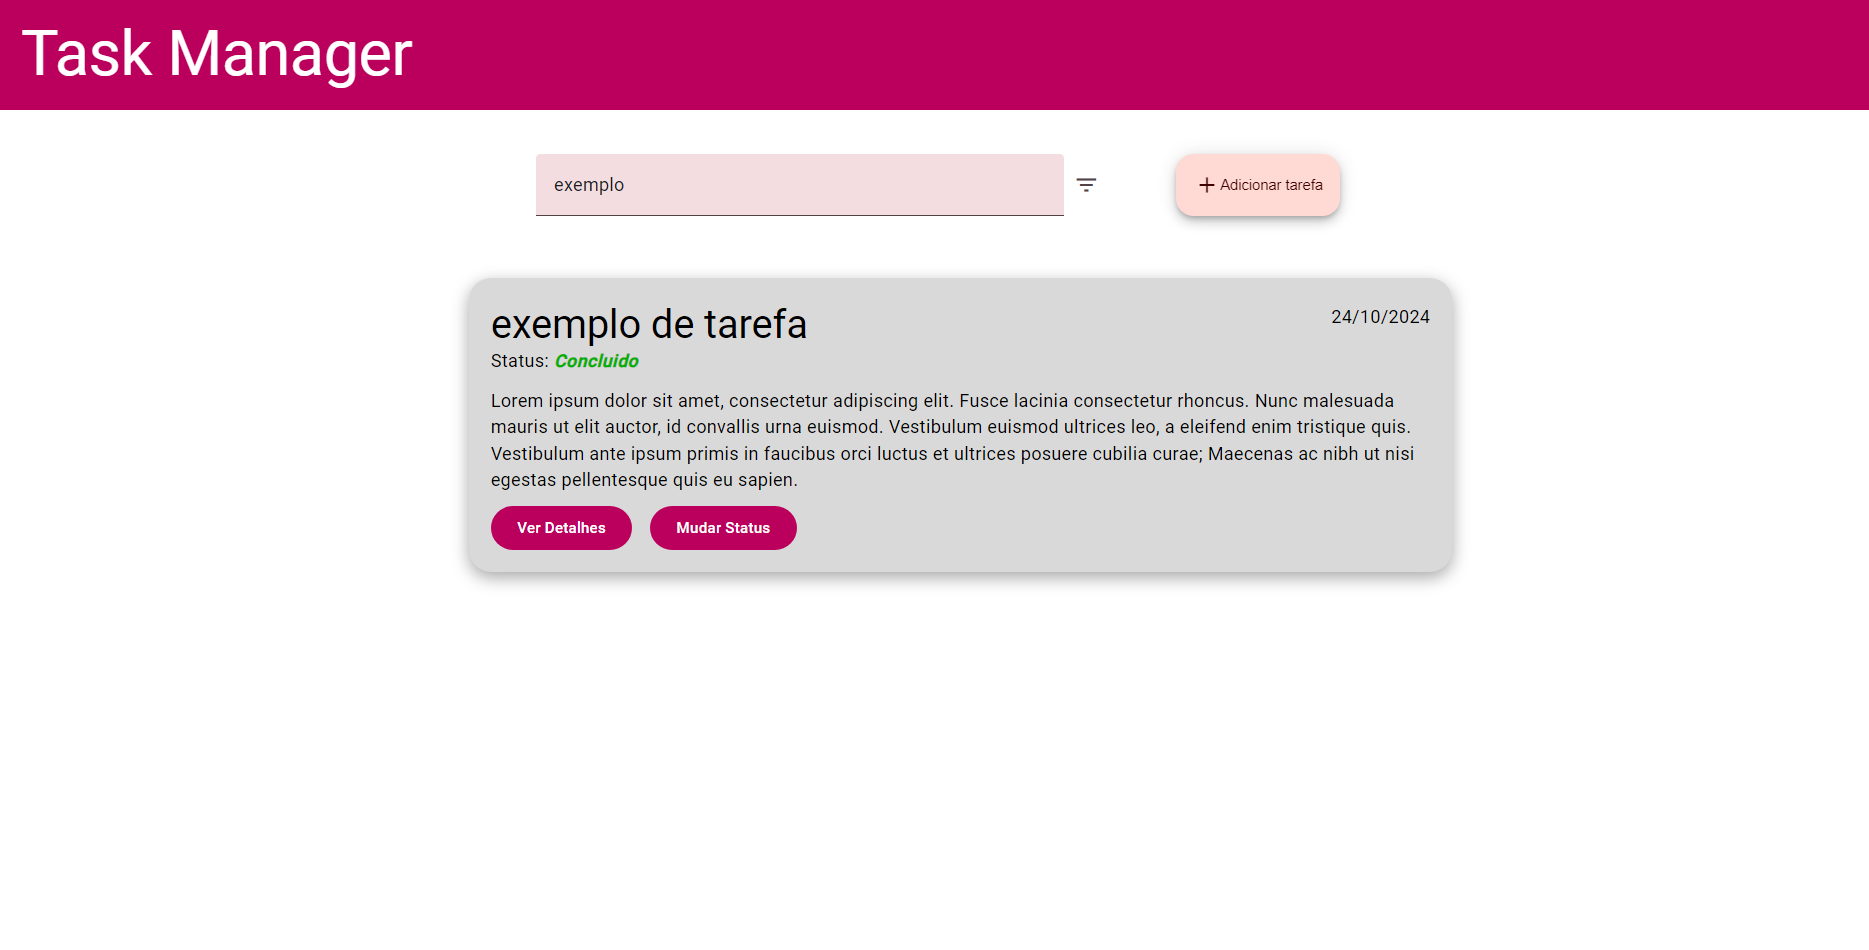 Task Manager
exemplo
Adicionar tarefa
exemplo de tarefa
24/10/2024
Status: Concluido
Lorem ipsum dolor sit amet, consectetur adipiscing elit. Fusce lacinia consectetur rhoncus. Nunc malesuada
mauris ut elit auctor, id convallis urna euismod. Vestibulum euismod ultrices leo, a eleifend enim tristique quis.
Vestibulum ante ipsum primis in faucibus orci luctus et ultrices posuere cubilia curae; Maecenas ac nibh ut nisi
egestas pellentesque quis eu sapien.
Ver Detalhes
Mudar Status